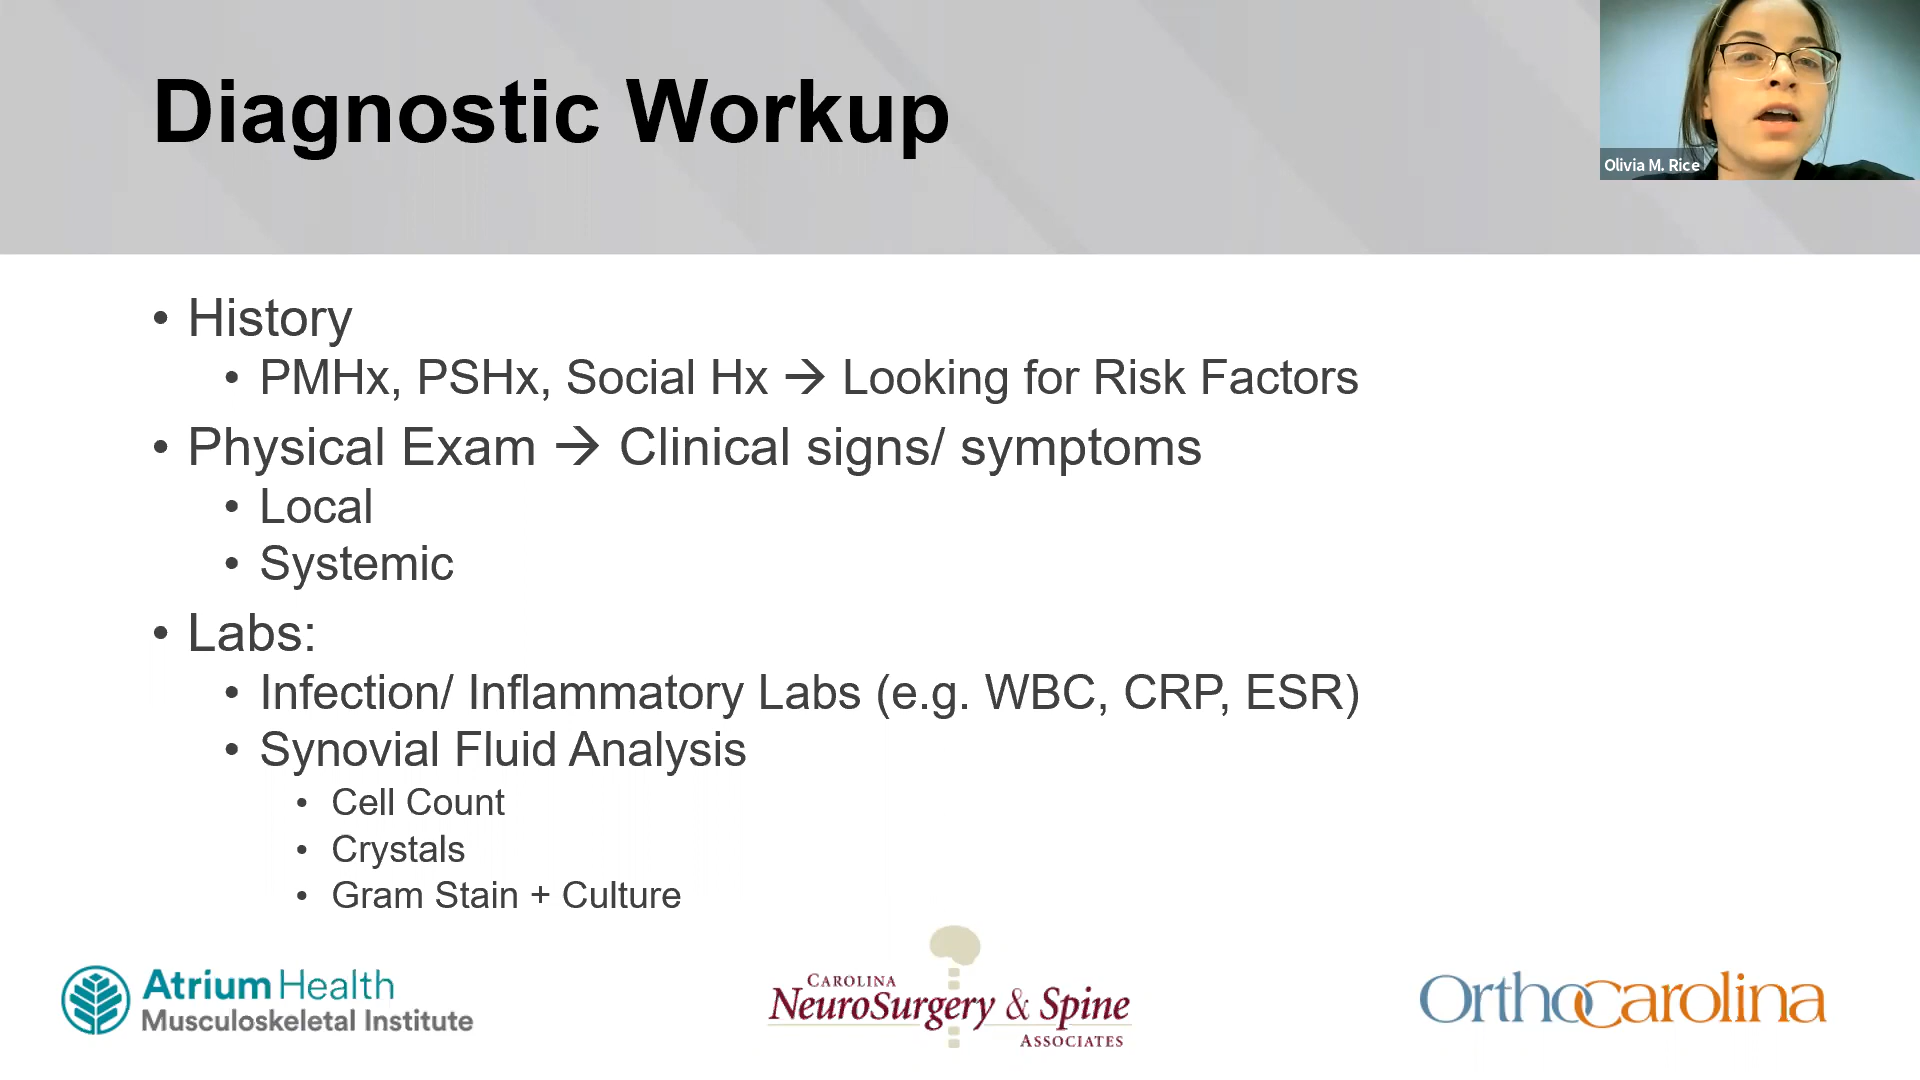 Diagnostic Workup
Olivia M. Rice
• History
• PMHx, PSHx, Social Hx → Looking for Risk Factors
• Physical Exam → Clinical signs/ symptoms
• Local
• Systemic
• Labs:
• Infection/ Inflammatory Labs (e.g. WBC, CRP, ESR)
• Synovial Fluid Analysis
• Cell Count
• Crystals
• Gram Stain + Culture
Atrium Health
Musculoskeletal Institute
CAROLINA
NEUROSURGERY & SPINE
ASSOCIATES
OrthoCarolina